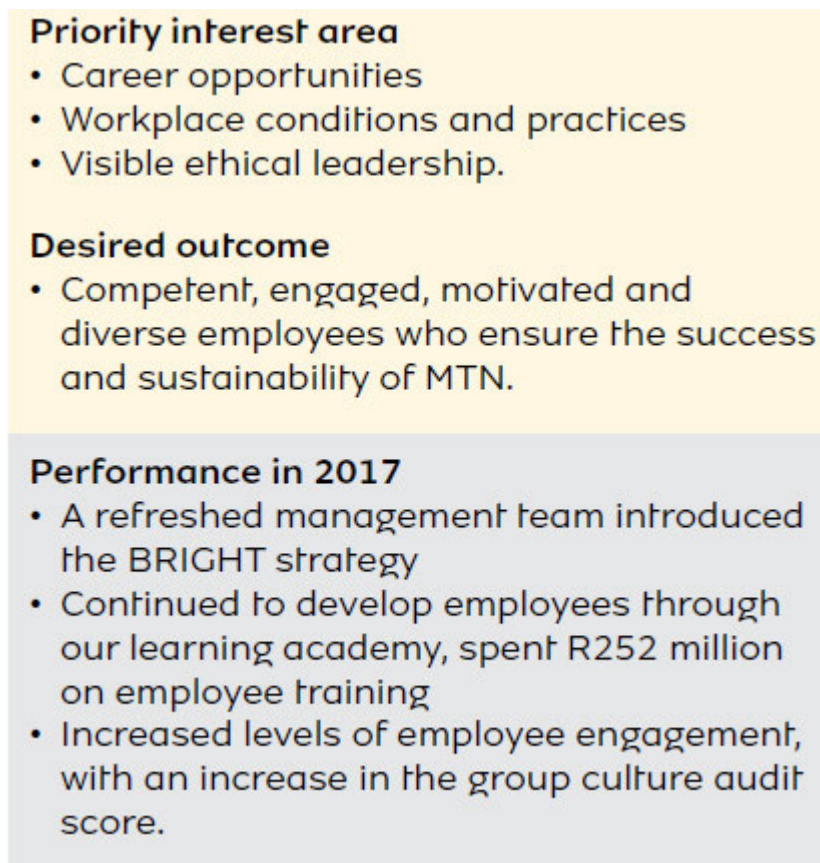 Priority interest area
• Career opportunities
• Workplace conditions and practices
• Visible ethical leadership.
Desired outcome
• Competent, engaged, motivated and
diverse employees who ensure the success
and sustainability of MTN.
Performance in 2017
• A refreshed management team introduced
the BRIGHT strategy
• Continued to develop employees through
our learning academy, spent R252 million
on employee training
• Increased levels of employee engagement,
with an increase in the group culture audit
score.